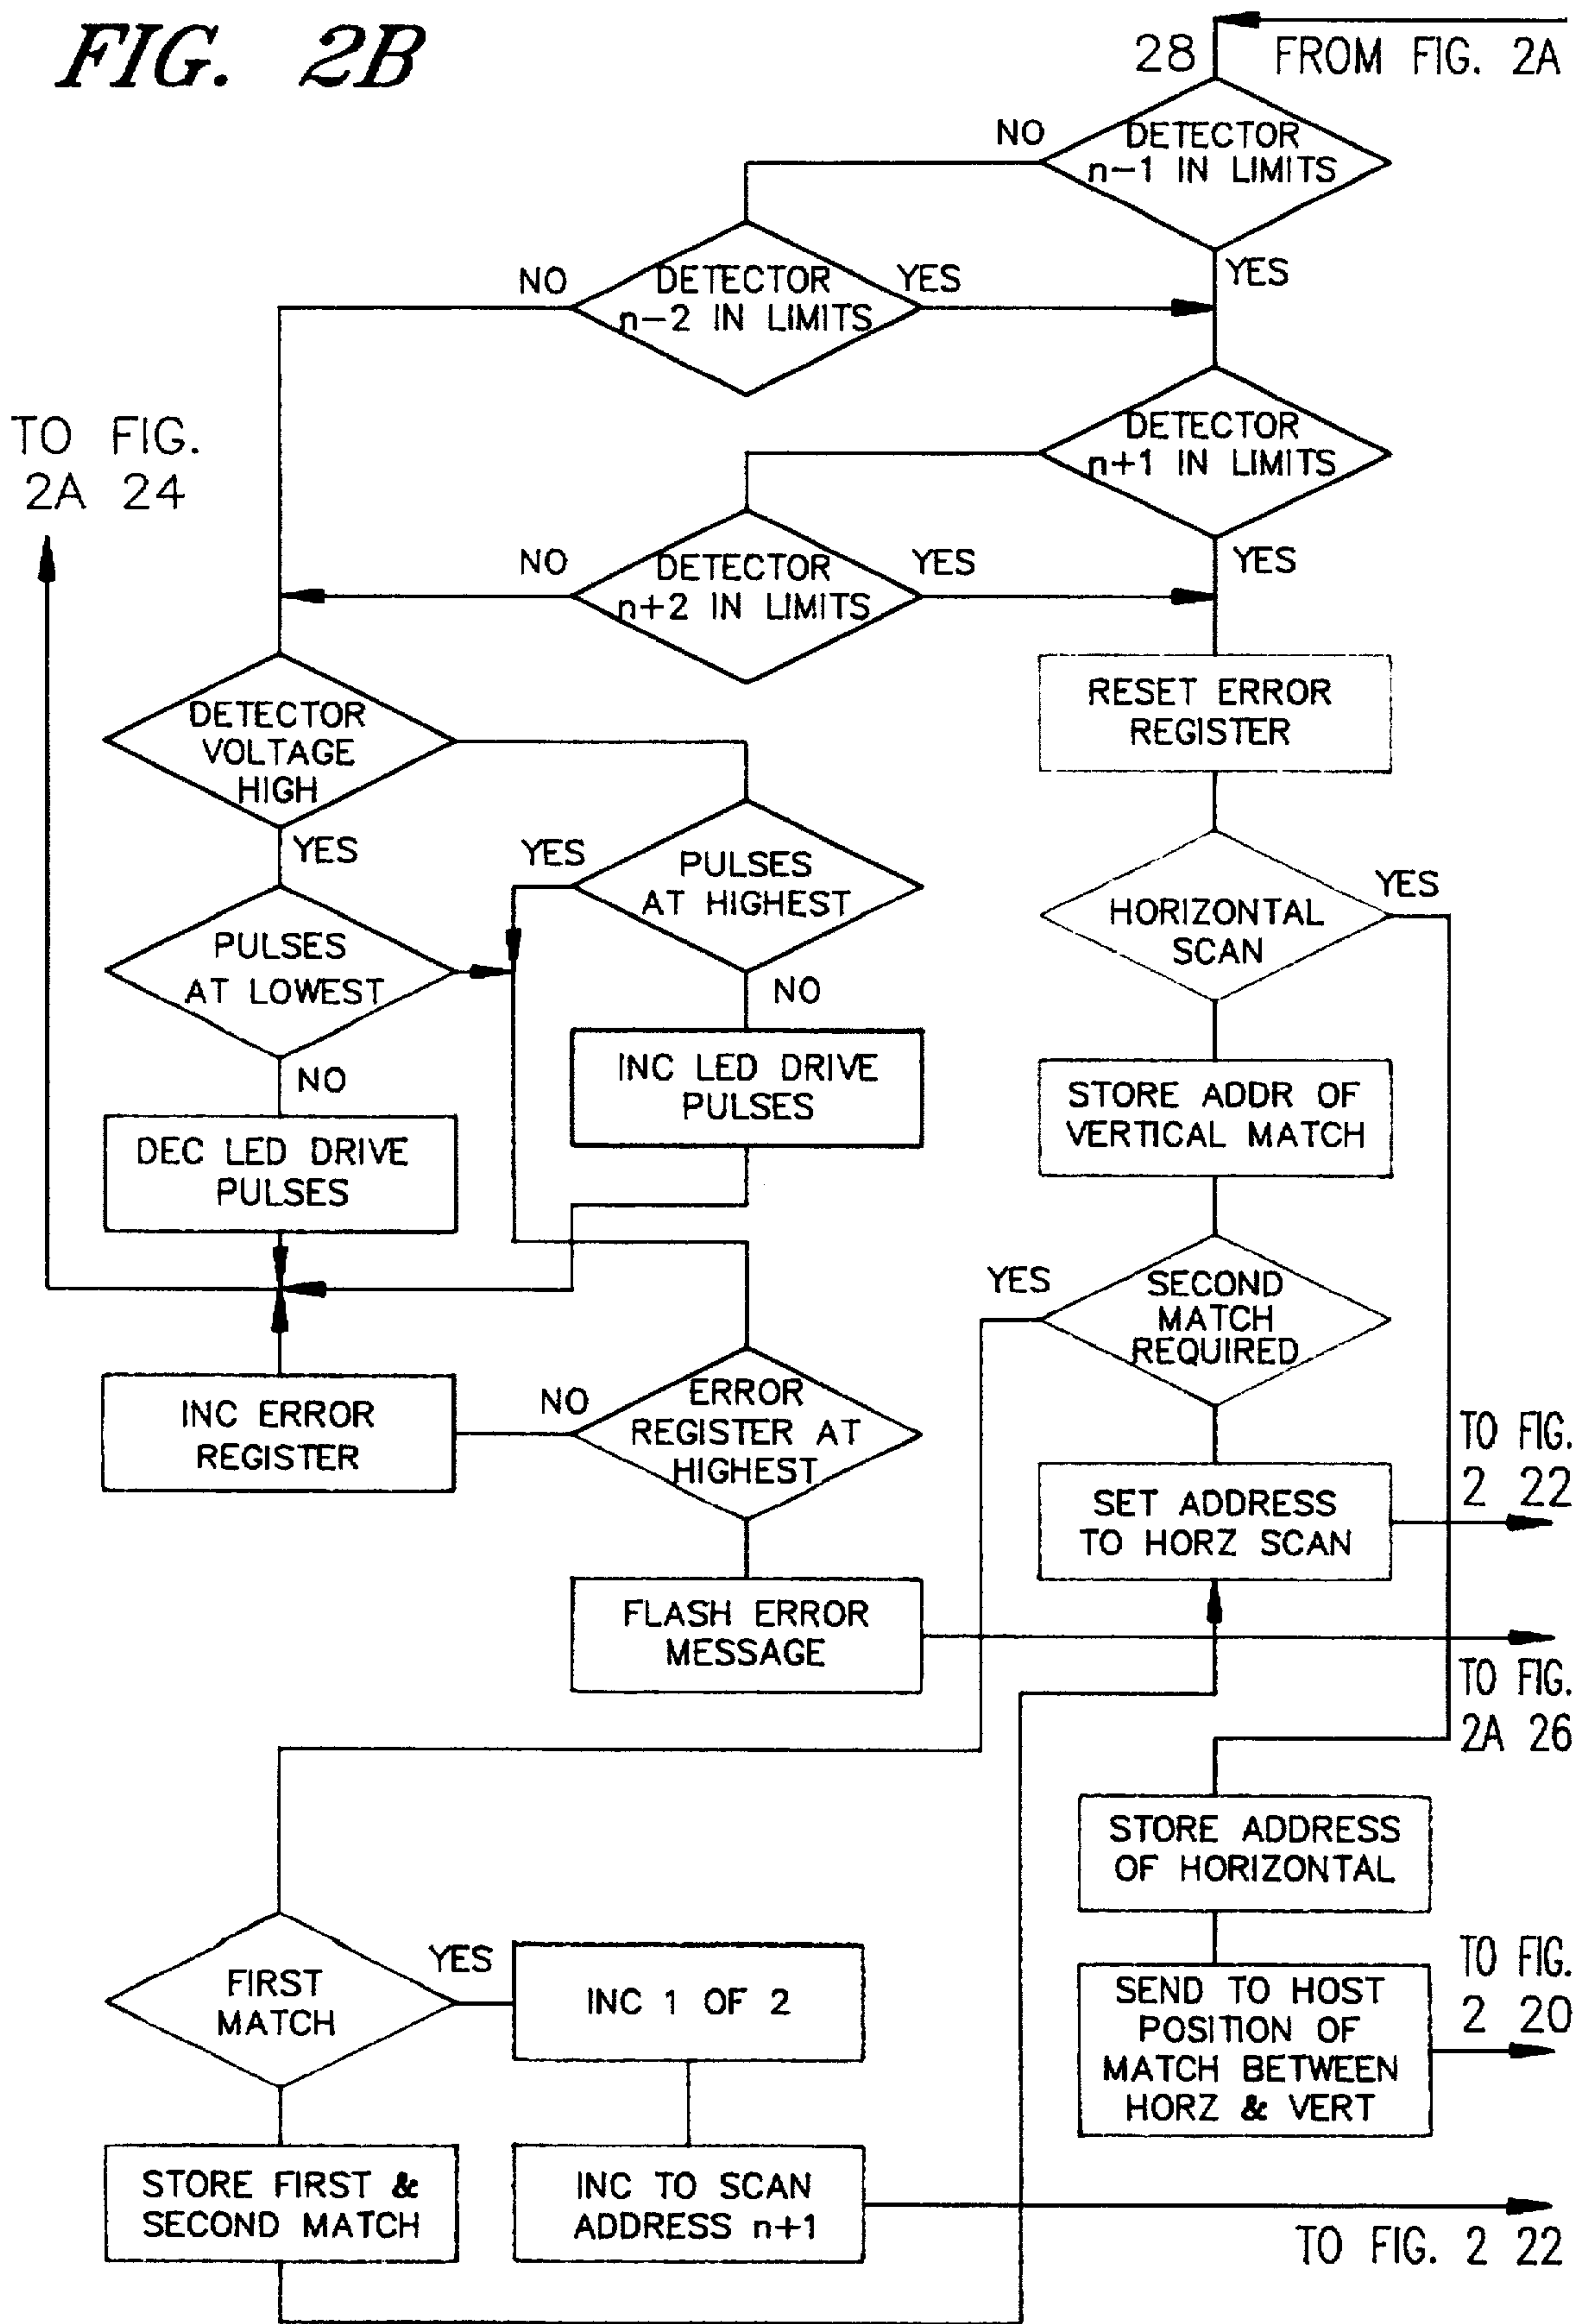 FIG. 2B
28
FROM FIG. 2A
NO
DETECTOR
n-1 IN LIMITS
YES
NO
DETECTOR
n-2 IN LIMITS
YES
TO FIG.
2A 24
DETECTOR
n+1 IN LIMITS
YES
NO
DETECTOR
n+2 IN LIMITS
YES
RESET ERROR
REGISTER
DETECTOR
VOLTAGE
HIGH
YES
YES
PULSES
AT HIGHEST
NO
HORIZONTAL
SCAN
YES
PULSES
AT LOWEST
NO
INC LED DRIVE
PULSES
STORE ADDR OF
VERTICAL MATCH
DEC LED DRIVE
PULSES
YES
SECOND
MATCH
REQUIRED
INC ERROR
REGISTER
NO
ERROR
REGISTER AT
HIGHEST
SET ADDRESS
TO HORZ SCAN
TO FIG.
2 22
FLASH ERROR
MESSAGE
TO FIG.
2A 26
STORE ADDRESS
OF HORIZONTAL
FIRST
MATCH
YES
INC 1 OF 2
SEND TO HOST
POSITION OF
MATCH BETWEEN
HORZ & VERT
TO FIG.
2 20
STORE FIRST &
SECOND MATCH
INC TO SCAN
ADDRESS n+1
TO FIG. 2 22